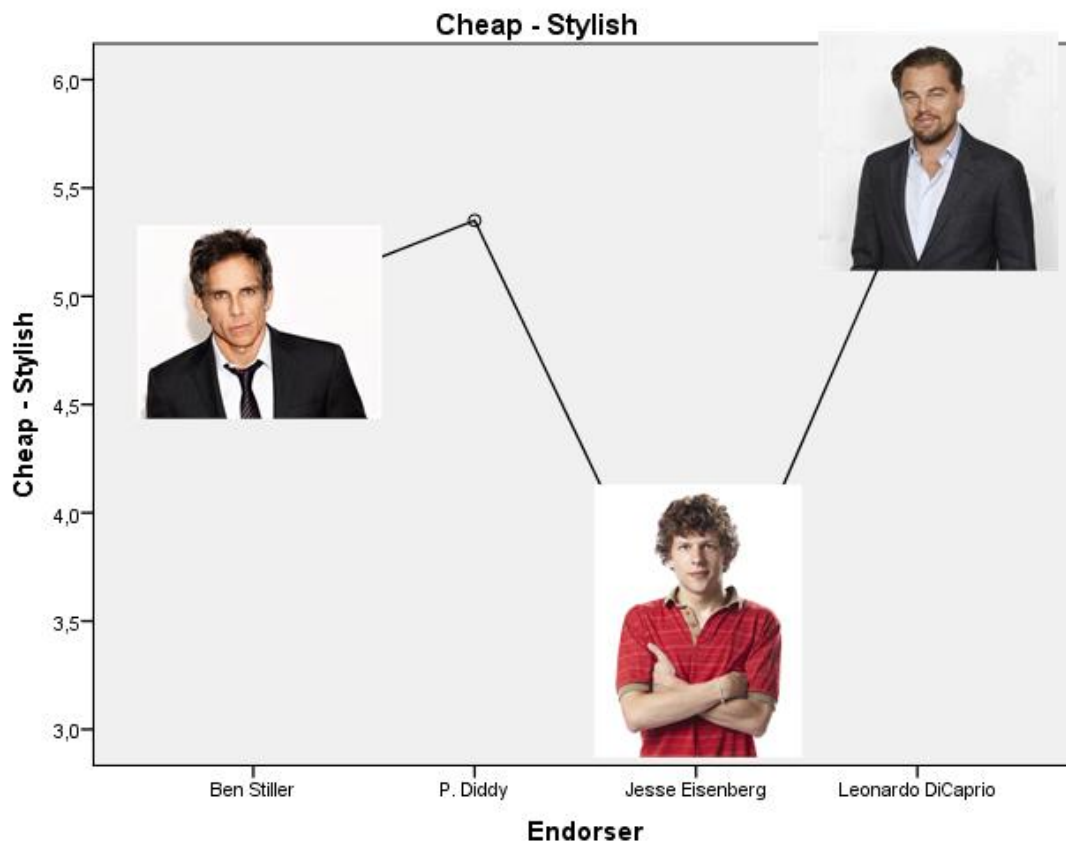 Cheap - Stylish
Cheap - Stylish
6,0
5,5
5,0
4,5
4,0
3,5
3,0
Ben Stiller P. Diddy Jesse Eisenberg Leonardo DiCaprio
Endorser